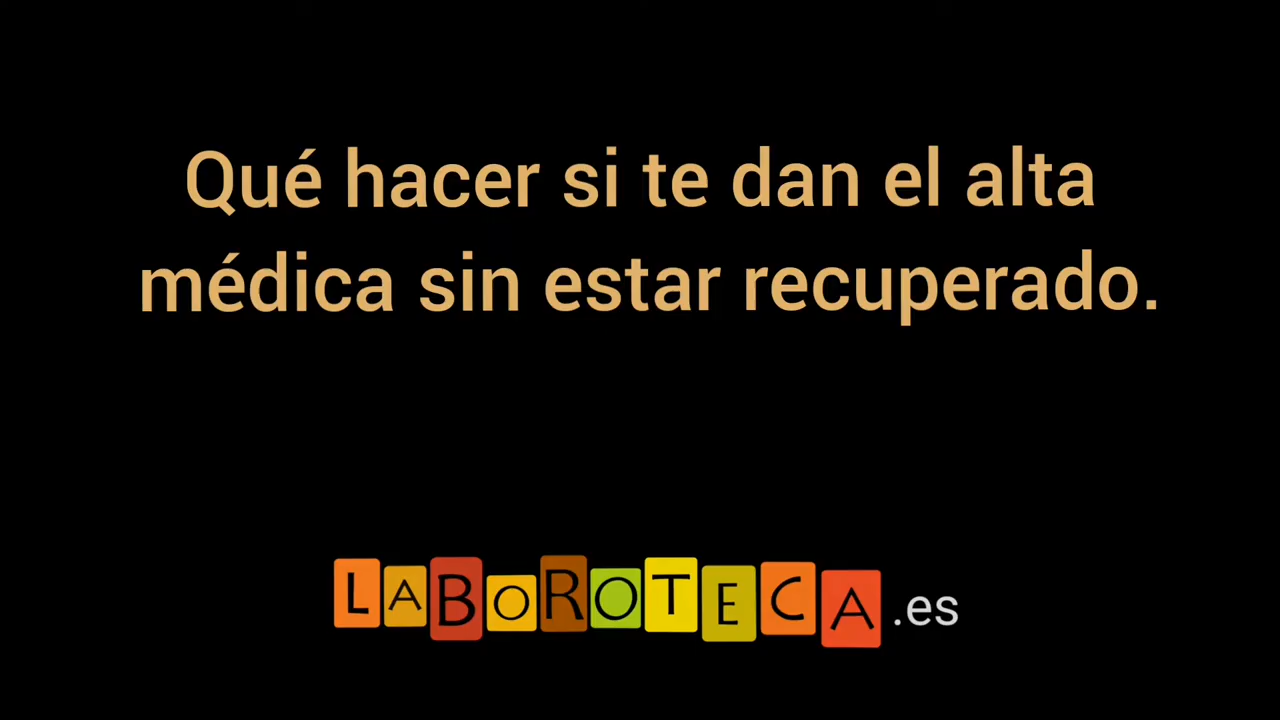 Qué hacer si te dan el alta
médica sin estar recuperado.
LABOROTECA.es